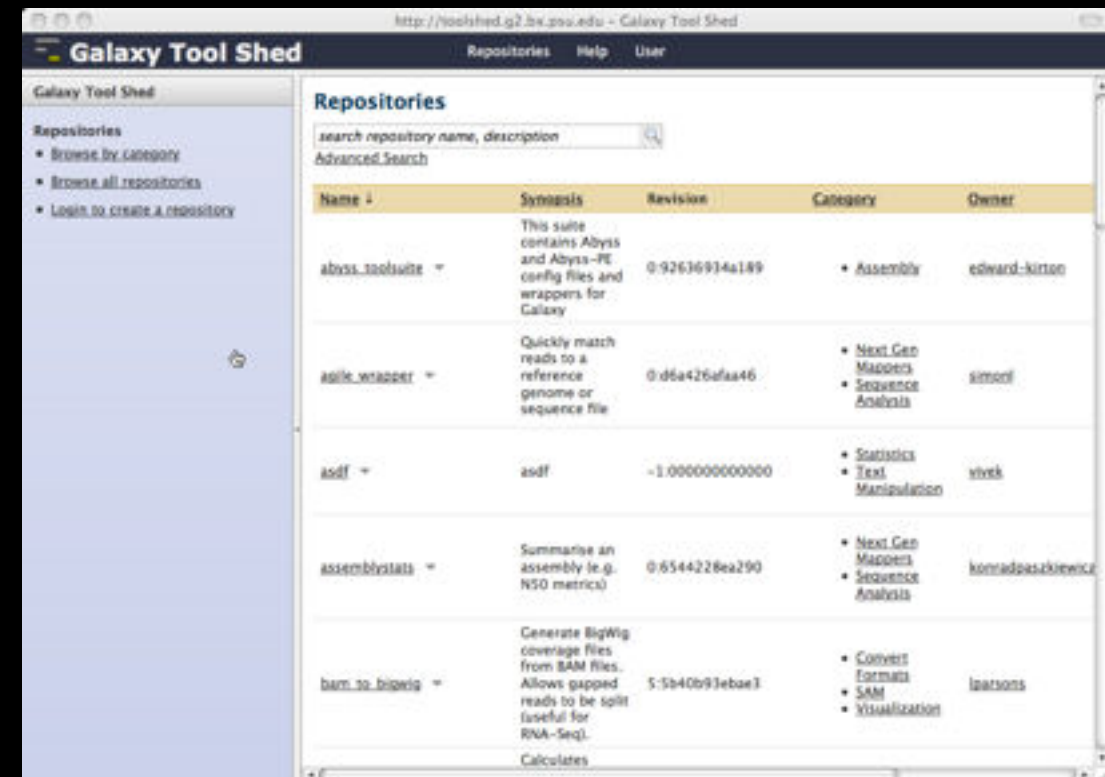 http://toolshed.g2.bx.psu.edu – Galaxy Tool Shed
Galaxy Tool Shed
Repositories Help User
Galaxy Tool Shed
Repositories
Browse by category
Browse all repositories
Login to create a repository
Repositories
search repository name, description
Advanced Search
Name ↓ Synopsis Revision Category Owner
This suite
contains Abyss
and Abyss-PE
config files and
wrappers for
Galaxy
abyss_toolsuite
0:92636934a189
Assembly
edward-kirton
Quickly match
reads to a
reference
genome or
sequence file
agile_wrapper
0:d6a426afaa46
Next Gen
Mappers
Sequence
Analysis
simonl
asdf
asdf
-1:000000000000
Statistics
Text
Manipulation
vivek
assemblystats
Summarise an
assembly (e.g.
N50 metrics)
0:6544228ea290
Next Gen
Mappers
Sequence
Analysis
konradpaszkiewicz
bam_to_bigwig
Generate BigWig
coverage files
from BAM files.
Allows gapped
reads to be split
(useful for
RNA-Seq).
5:5b40b93ebae3
Convert
Formats
SAM
Visualization
lparsons
Calculates